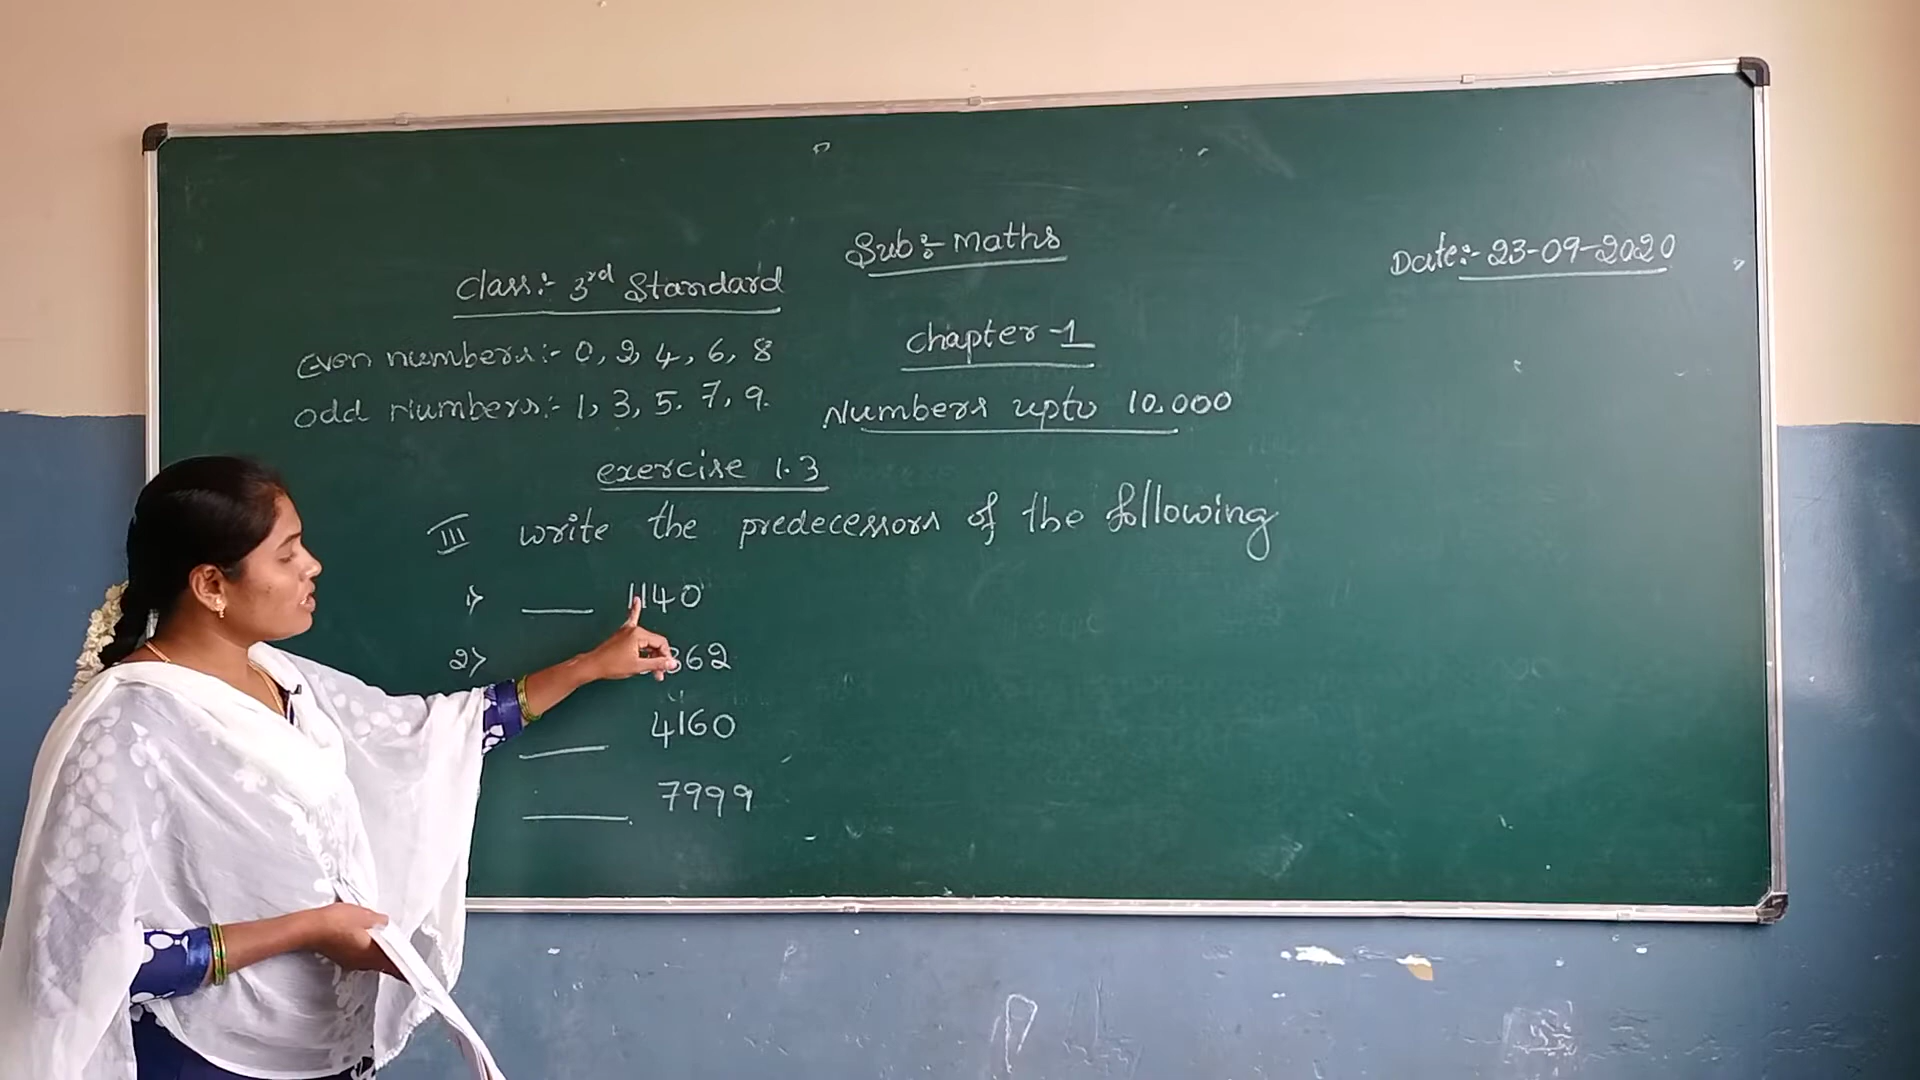 Sub:- Maths
Date:- 23-09-2020
Class:- 3rd Standard
Chapter-1
Even numbers:- 0, 2, 4, 6, 8
odd Numbers:- 1, 3, 5, 7, 9.
Numbers upto 10,000
exercise 1.3
III write the predecessors of the following
1) ____ 1140
2) 362
____ 4160
____ 7999